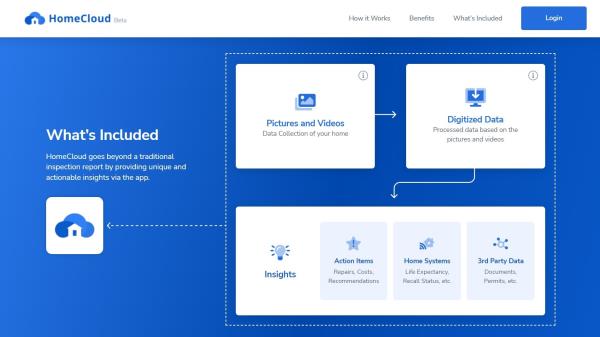 HomeCloud Beta
How it Works
Benefits
What's Included
Login
What's Included
HomeCloud goes beyond a traditional
inspection report by providing unique and
actionable insights via the app.
Pictures and Videos
Data Collection of your home
Digitized Data
Processed data based on the
pictures and videos
Insights
Action Items
Repairs, Costs,
Recommendations
Home Systems
Life Expectancy,
Recall Status, etc.
3rd Party Data
Documents,
Permits, etc.